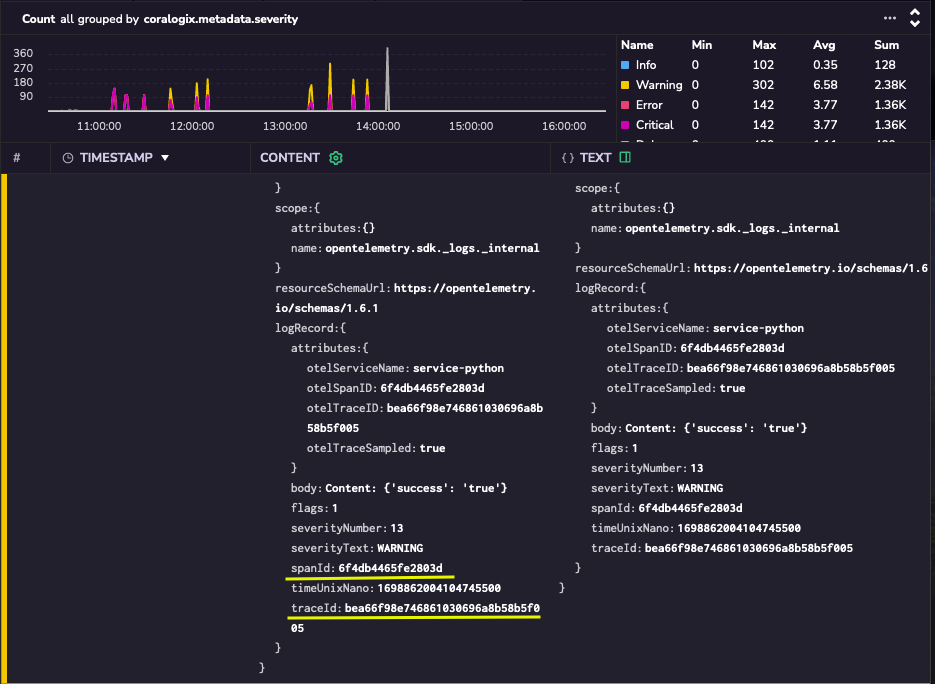 Count all grouped by coralogix.metadata.severity
360
270
180
90
11:00:00 12:00:00 13:00:00 14:00:00 15:00:00 16:00:00
Name Min Max Avg Sum
Info 0 102 0.35 128
Warning 0 302 6.58 2.38K
Error 0 142 3.77 1.36K
Critical 0 142 3.77 1.36K
# TIMESTAMP CONTENT {} TEXT
}
scope:{
attributes:{}
name:opentelemetry.sdk._logs._internal
}
resourceSchemaUrl:https://opentelemetry.
io/schemas/1.6.1
logRecord:{
attributes:{
otelServiceName:service-python
otelSpanID:6f4db4465fe2803d
otelTraceID:bea66f98e746861030696a8b
58b5f005
otelTraceSampled:true
}
body:Content: {'success': 'true'}
flags:1
severityNumber:13
severityText:WARNING
spanId:6f4db4465fe2803d
timeUnixNano:1698862004104745500
traceId:bea66f98e746861030696a8b58b5f0
05
}
}
scope:{
attributes:{}
name:opentelemetry.sdk._logs._internal
}
resourceSchemaUrl:https://opentelemetry.io/schemas/1.6
logRecord:{
attributes:{
otelServiceName:service-python
otelSpanID:6f4db4465fe2803d
otelTraceID:bea66f98e746861030696a8b58b5f005
otelTraceSampled:true
}
body:Content: {'success': 'true'}
flags:1
severityNumber:13
severityText:WARNING
spanId:6f4db4465fe2803d
timeUnixNano:1698862004104745500
traceId:bea66f98e746861030696a8b58b5f005
}
}